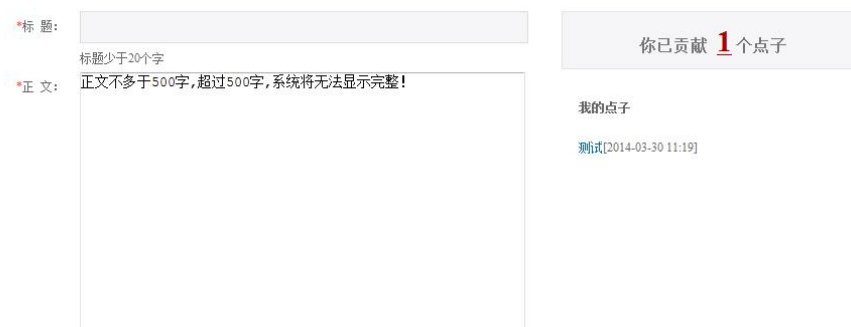 *标 题:
标题少于20个字
*正 文:
正文不多于500字,超过500字,系统将无法显示完整!
你已贡献 1 个点子
我的点子
测试[2014-03-30 11:19]